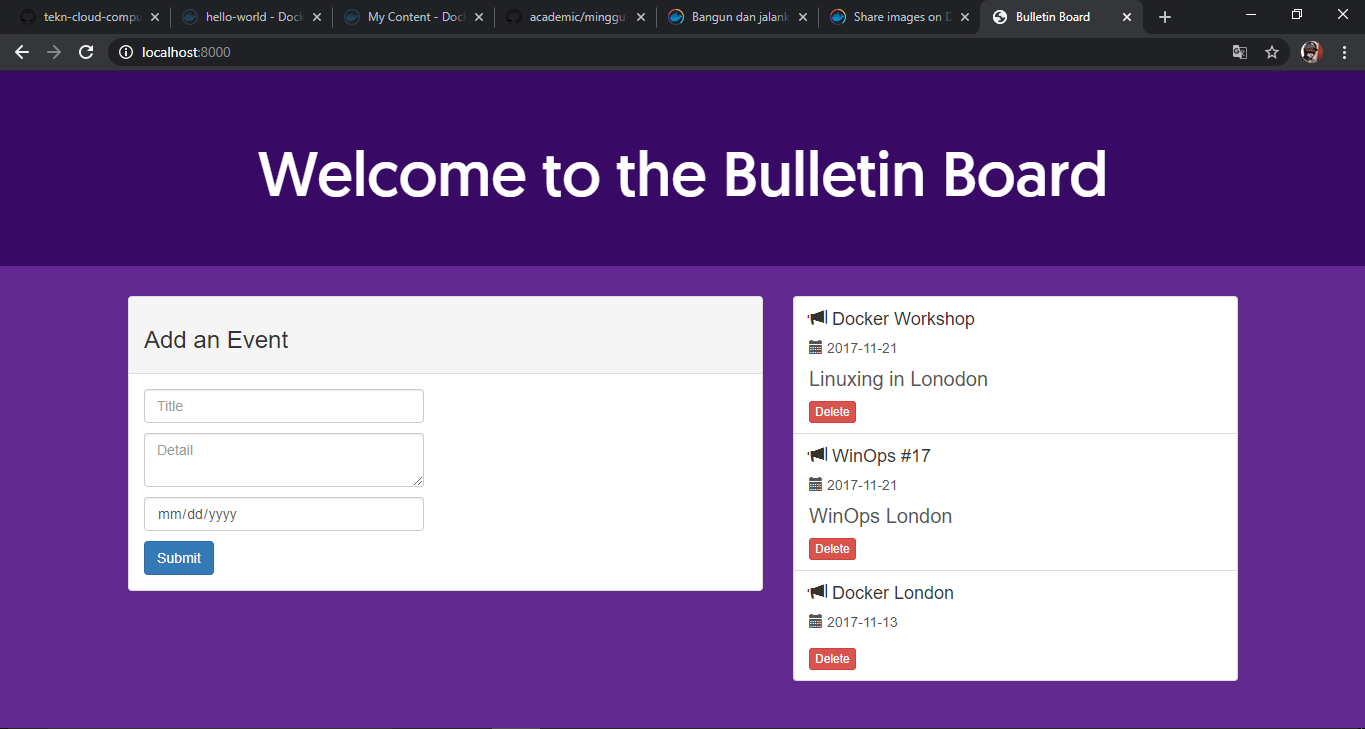 tekn-cloud-compu
hello-world - Dock
My Content - Dock
academic/minggu
Bangun dan jalank
Share images on D
Bulletin Board
localhost:8000
Welcome to the Bulletin Board
Add an Event
Title
Detail
mm/dd/yyyy
Submit
Docker Workshop
2017-11-21
Linuxing in Lonodon
Delete
WinOps #17
2017-11-21
WinOps London
Delete
Docker London
2017-11-13
Delete